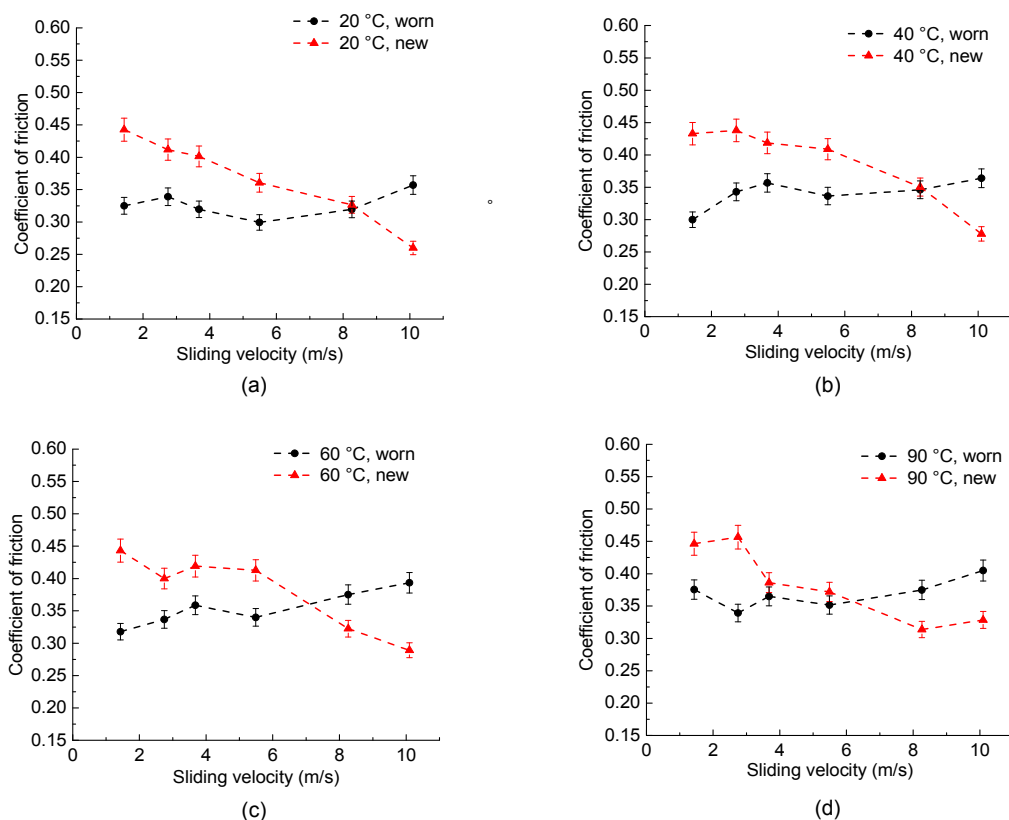 20 °C, worn
20 °C, new
0.60
0.55
0.50
0.45
0.40
0.35
0.30
0.25
0.20
0.15
Coefficient of friction
0 2 4 6 8 10
Sliding velocity (m/s)
(a)
40 °C, worn
40 °C, new
0.60
0.55
0.50
0.45
0.40
0.35
0.30
0.25
0.20
0.15
Coefficient of friction
0 2 4 6 8 10
Sliding velocity (m/s)
(b)
60 °C, worn
60 °C, new
0.60
0.55
0.50
0.45
0.40
0.35
0.30
0.25
0.20
0.15
Coefficient of friction
0 2 4 6 8 10
Sliding velocity (m/s)
(c)
90 °C, worn
90 °C, new
0.60
0.55
0.50
0.45
0.40
0.35
0.30
0.25
0.20
0.15
Coefficient of friction
0 2 4 6 8 10
Sliding velocity (m/s)
(d)